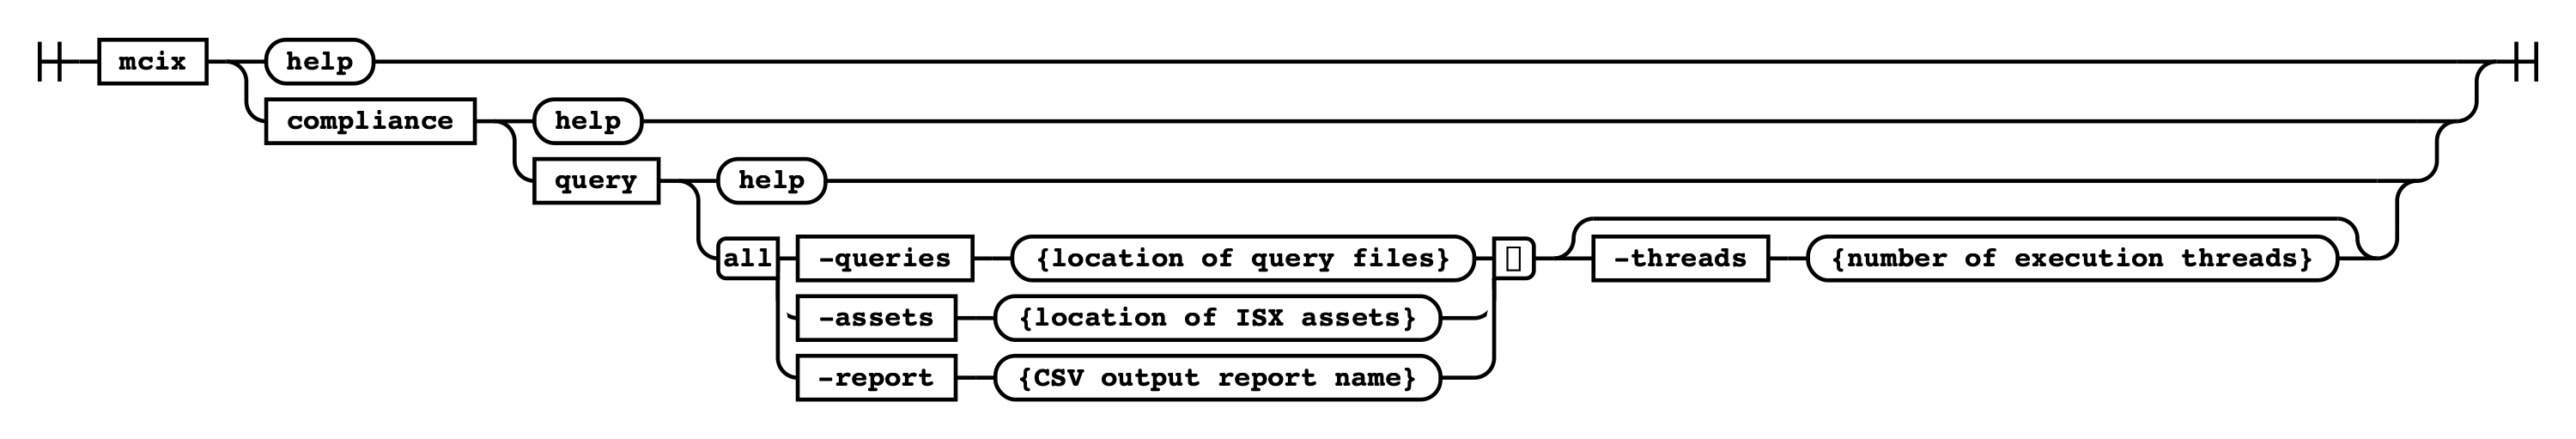 mcix help
compliance help
query help
all -queries {location of query files} -threads {number of execution threads}
-assets {location of ISX assets}
-report {CSV output report name}